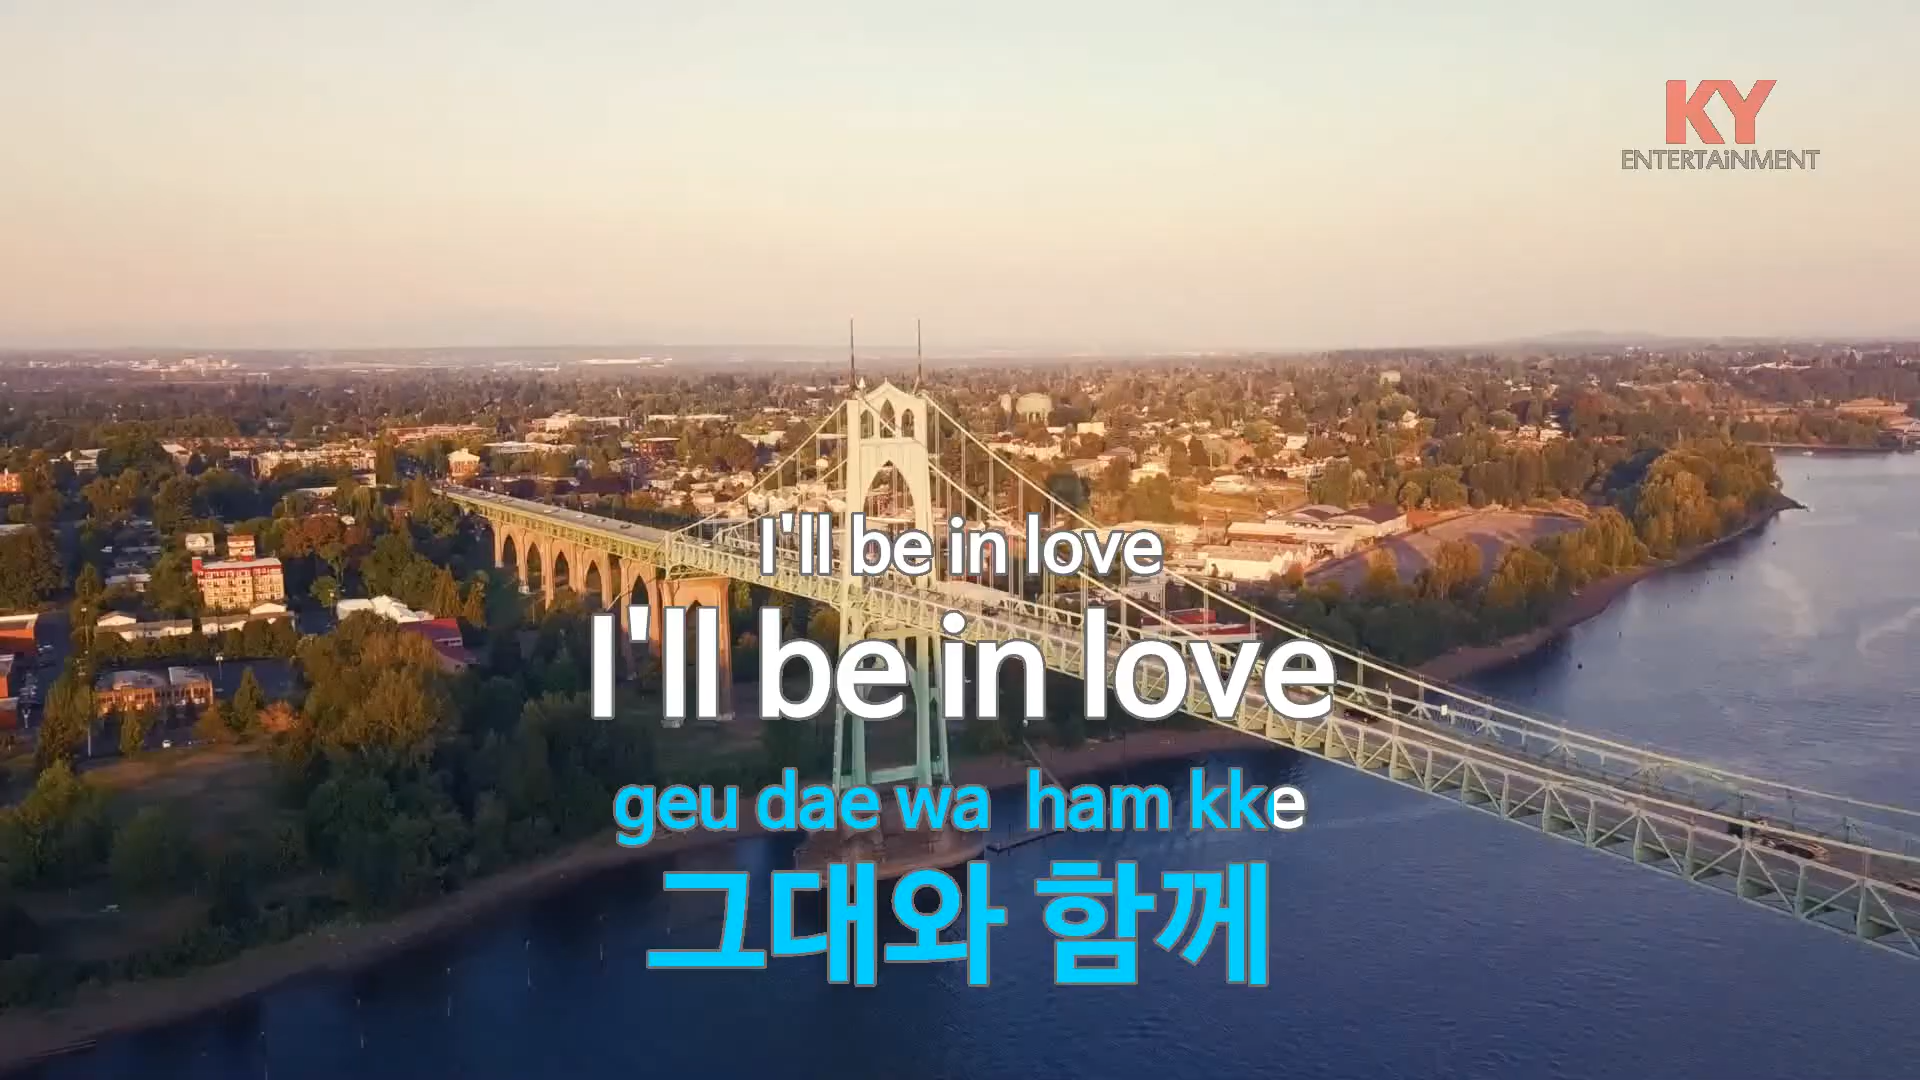 KY
ENTERTAiNMENT
I'll be in love
I'll be in love
geu dae wa ham kke
그대와 함께